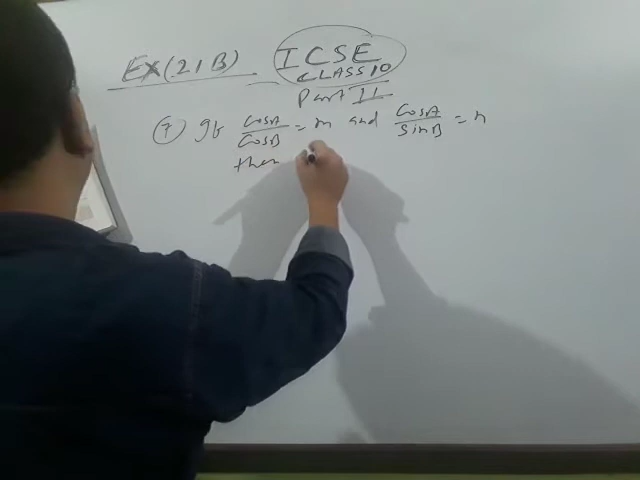 Ex(21B)
ICSE
CLASS 10
Part II
(7) If cosA/cosB = m and cosA/sinB = n
then